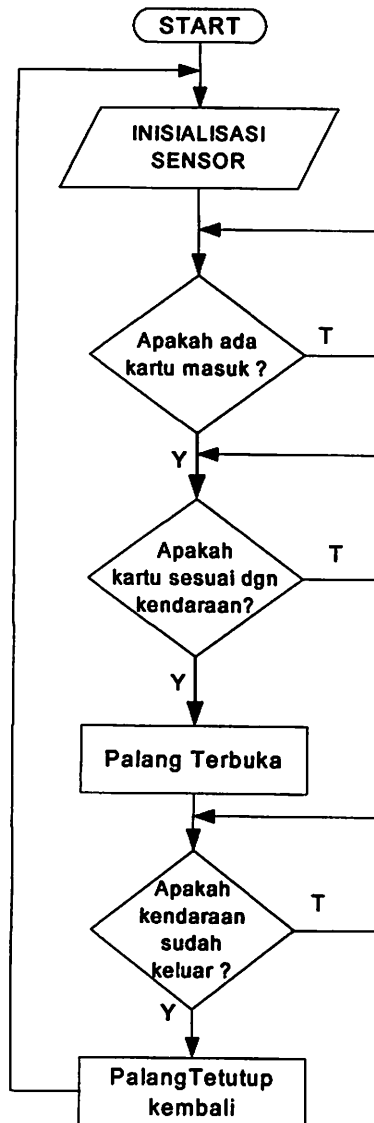 START
INISIALISASI
SENSOR
Apakah ada
kartu masuk ?
T
Y
Apakah
kartu sesuai dgn
kendaraan?
T
Y
Palang Terbuka
Apakah
kendaraan
sudah
keluar ?
T
Y
PalangTetutup
kembali